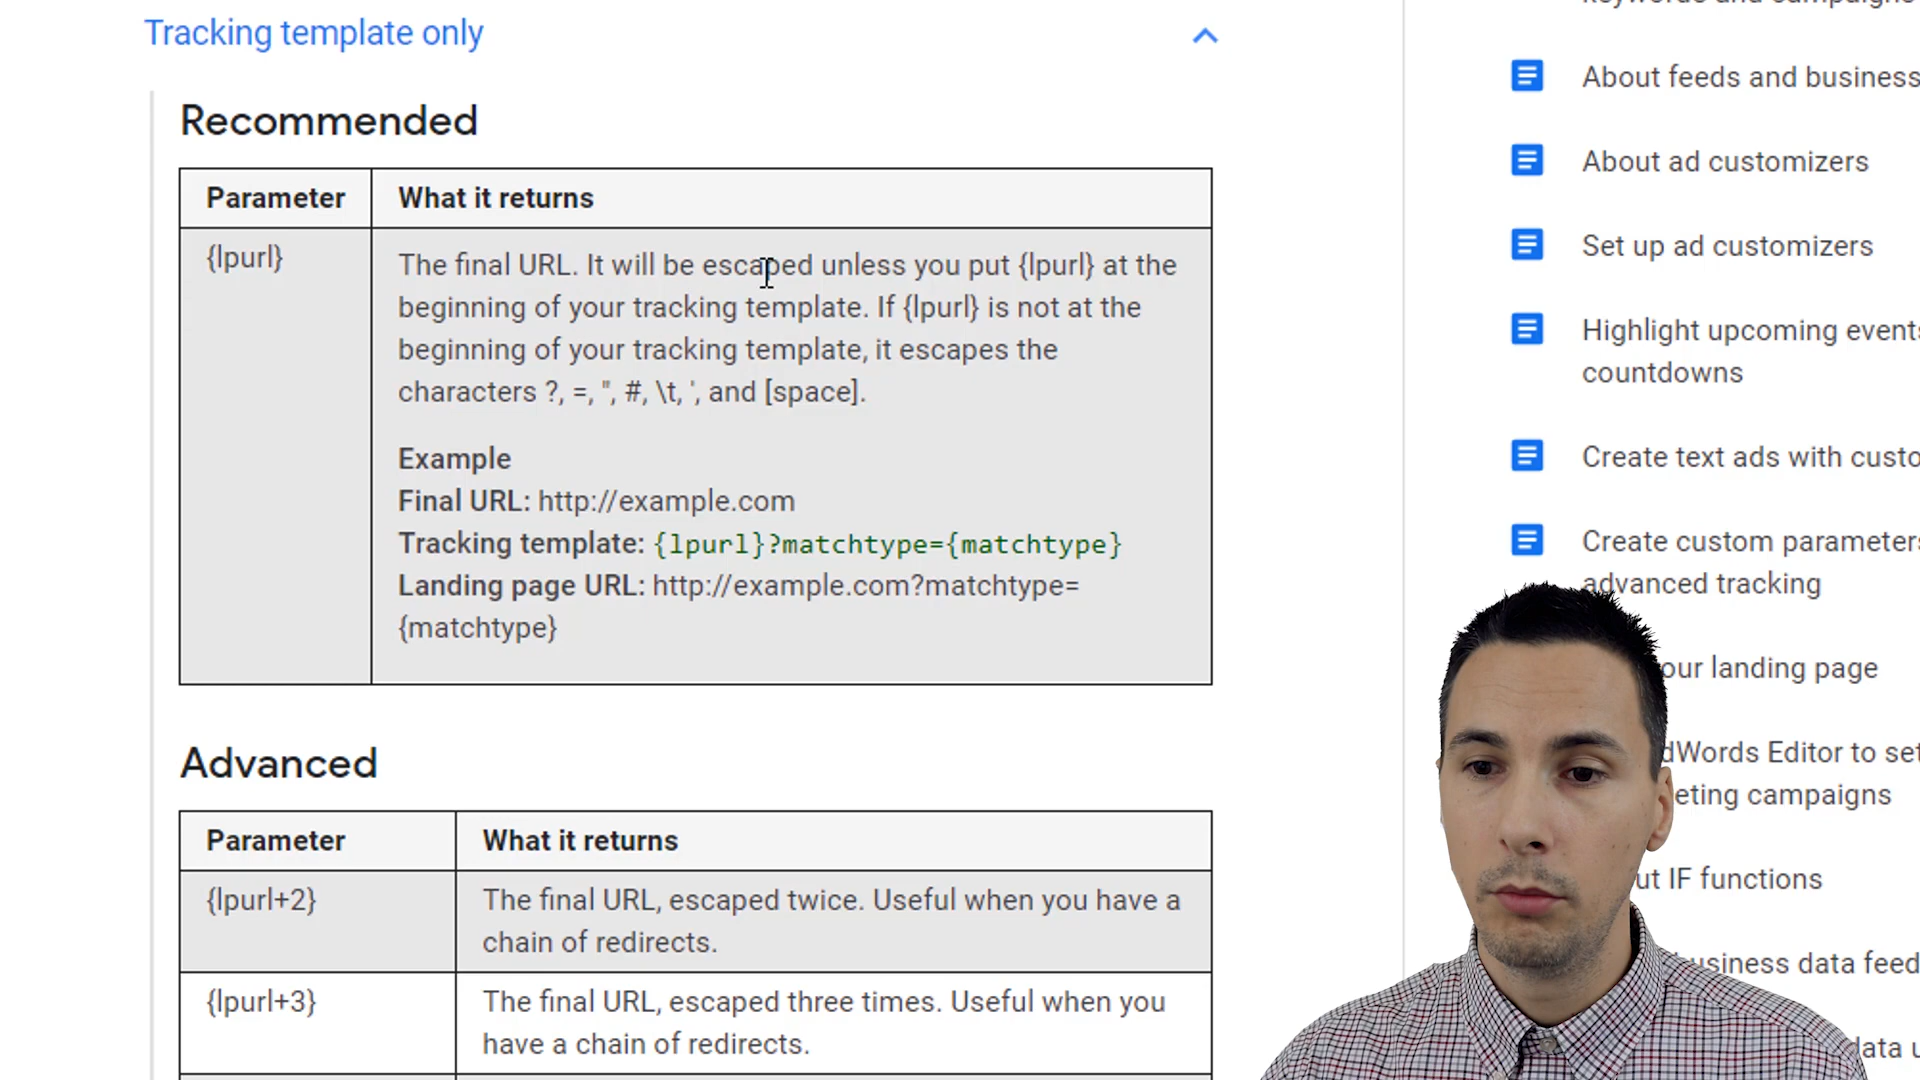 Tracking template only
Recommended
Parameter
What it returns
{lpurl}
The final URL. It will be escaped unless you put {lpurl} at the
beginning of your tracking template. If {lpurl} is not at the
beginning of your tracking template, it escapes the
characters ?, =, ", #, \t, ', and [space].
Example
Final URL: http://example.com
Tracking template: {lpurl}?matchtype={matchtype}
Landing page URL: http://example.com?matchtype=
{matchtype}
Advanced
Parameter
What it returns
{lpurl+2}
The final URL, escaped twice. Useful when you have a
chain of redirects.
{lpurl+3}
The final URL, escaped three times. Useful when you
have a chain of redirects.
keywords and campaigns
About feeds and business
About ad customizers
Set up ad customizers
Highlight upcoming events
countdowns
Create text ads with custo
Create custom parameters
advanced tracking
our landing page
dWords Editor to set
eting campaigns
ut IF functions
usiness data feed
data u